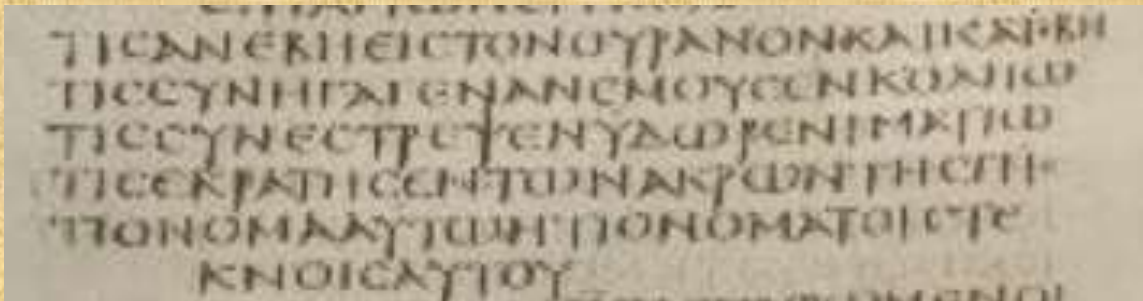 ΤΙϹΑΝΕΒΗΕΙϹΤΟΝΟΥΡΑΝΟΝΚΑΙΚΑΤΕΒΗ
ΤΙϹϹΥΝΗΓΑΓΕΝΑΝΕΜΟΥϹΕΝΚΟΛΠΩ
ΤΙϹϹΥΝΕϹΤΡΕΨΕΝΥΔΩΡΕΝΙΜΑΤΙΩ
ΤΙϹΕΚΡΑΤΗϹΕΝΤΩΝΑΚΡΩΝΤΗϹΓΗϹ
ΤΙΟΝΟΜΑΑΥΤΩΗΤΙΟΝΟΜΑΤΟΙϹΤΕ
ΚΝΟΙϹΑΥΤΟΥ